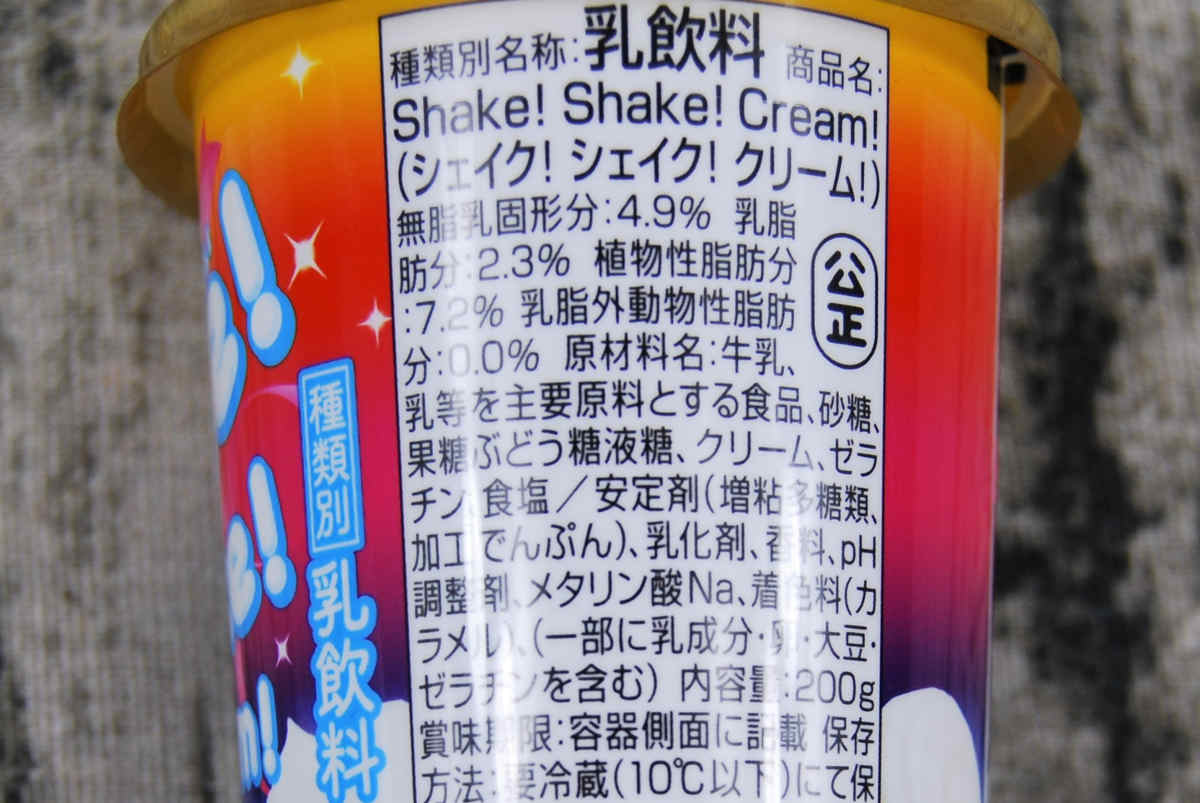 種類別名称:乳飲料 商品名:
Shake! Shake! Cream!
(シェイク! シェイク! クリーム!)
無脂乳固形分:4.9% 乳脂
肪分:2.3% 植物性脂肪分
:7.2% 乳脂外動物性脂肪
分:0.0% 原材料名:牛乳、
乳等を主要原料とする食品、砂糖、
果糖ぶどう糖液糖、クリーム、ゼラ
チン、食塩/安定剤(増粘多糖類、
加工でんぷん)、乳化剤、香料、pH
調整剤、メタリン酸Na、着色料(カ
ラメル)、(一部に乳成分・卵・大豆・
ゼラチンを含む) 内容量:200g
賞味期限:容器側面に記載 保存
方法:要冷蔵(10℃以下)にて保
公正
種類別
乳飲料